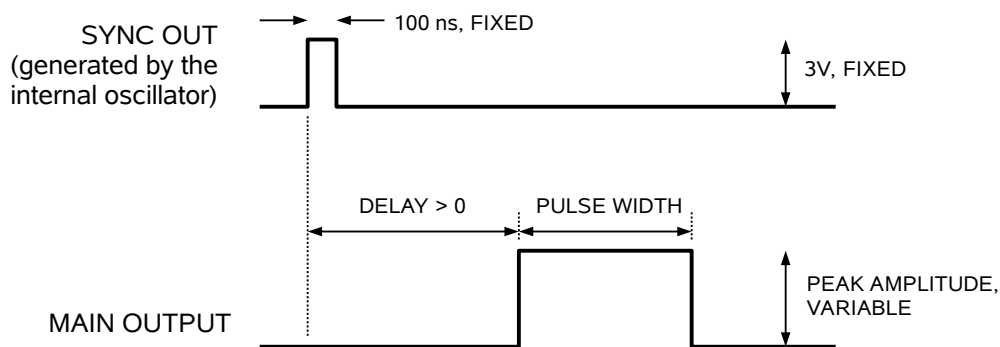 100 ns, FIXED
SYNC OUT
(generated by the
internal oscillator)
3V, FIXED
DELAY > 0
PULSE WIDTH
PEAK AMPLITUDE,
VARIABLE
MAIN OUTPUT